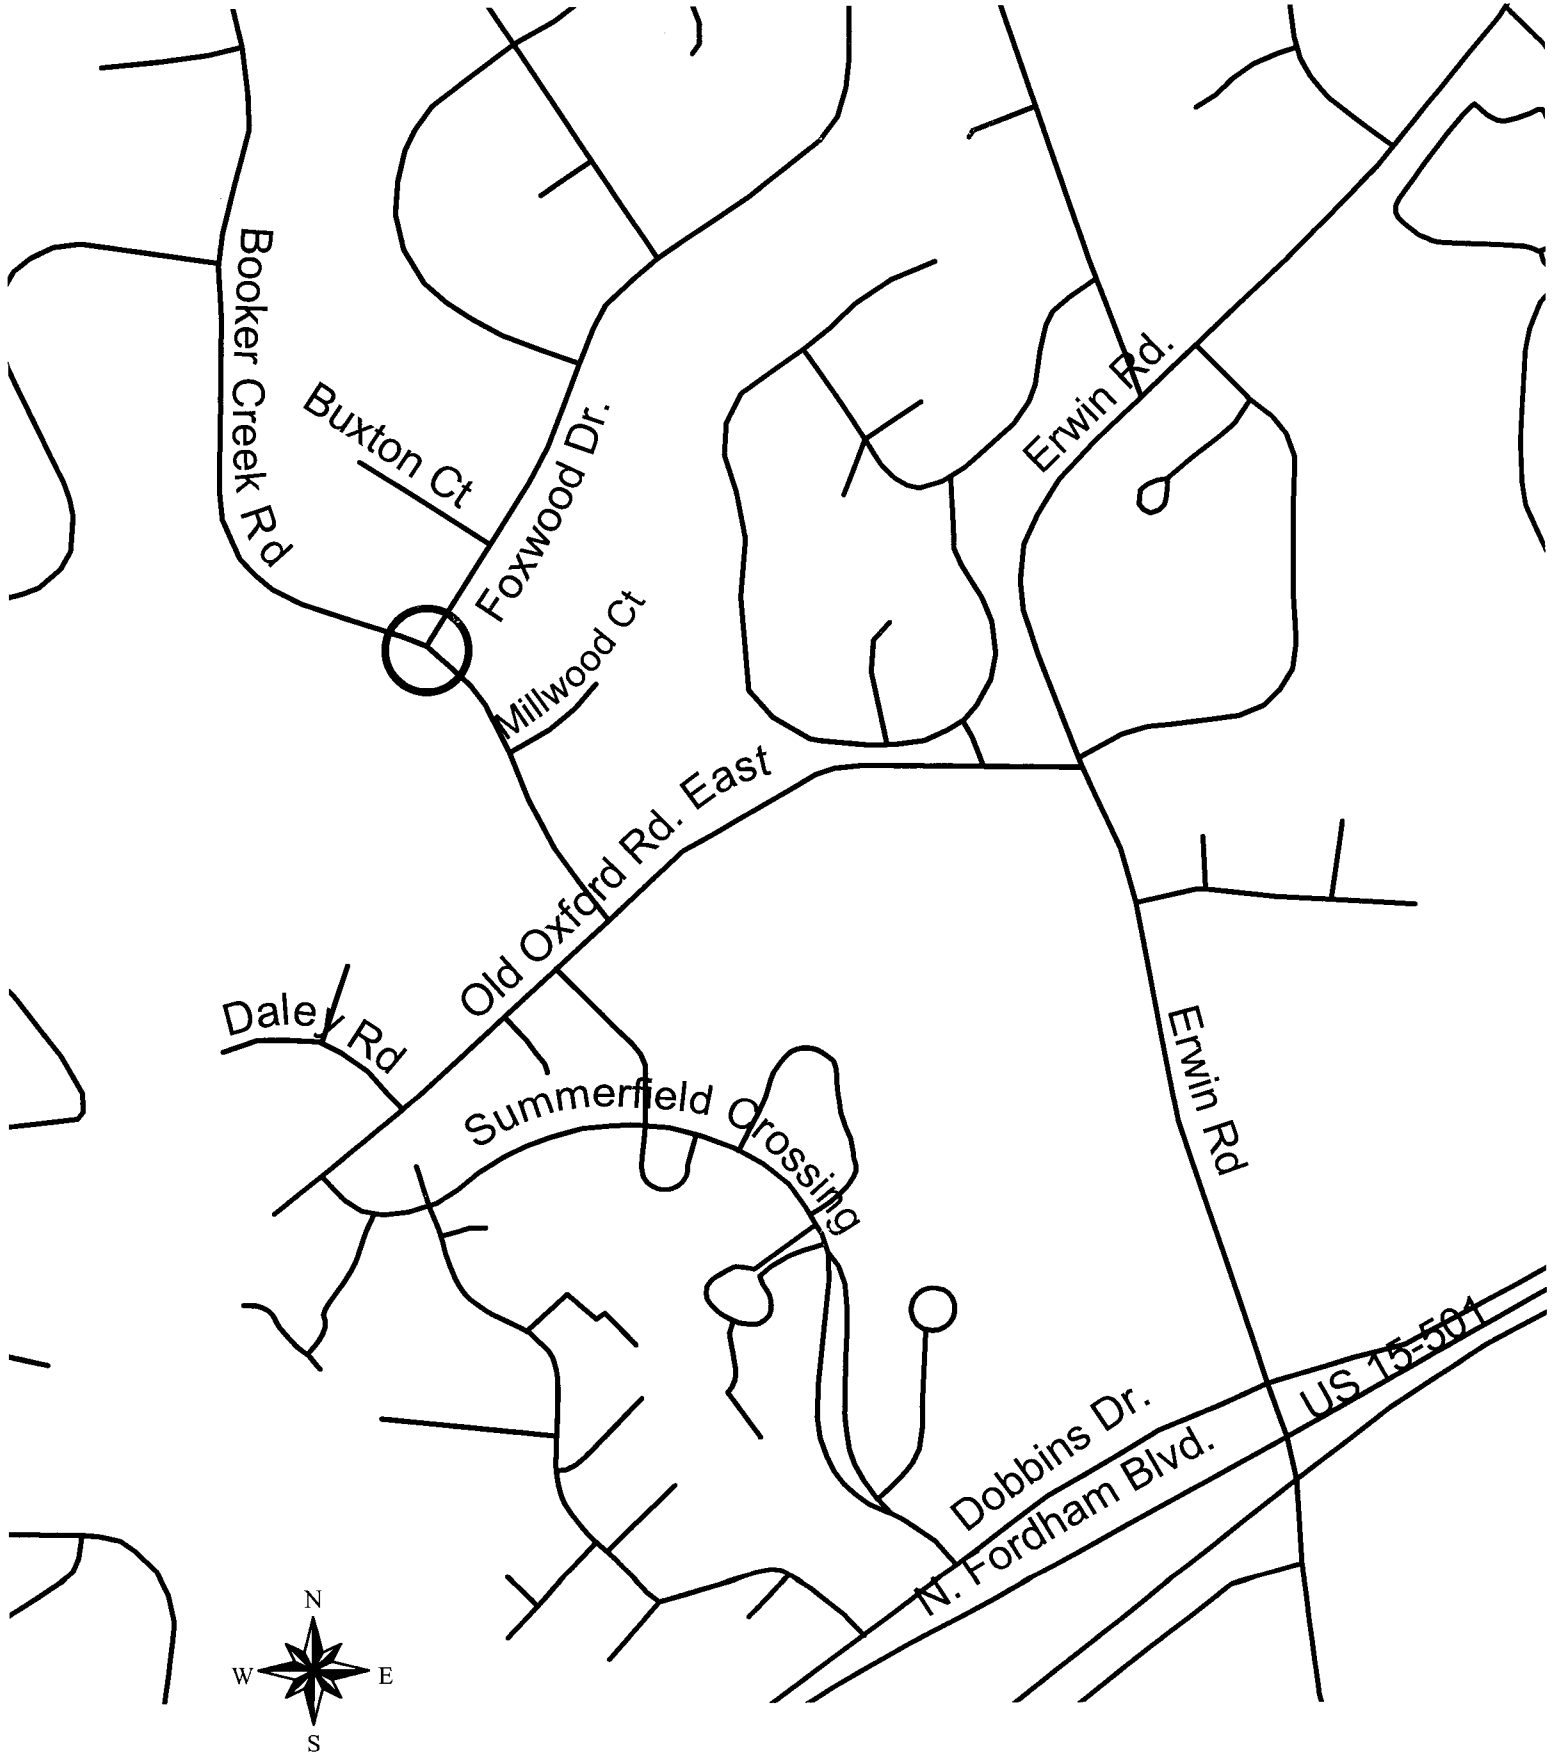 Booker Creek Rd
Buxton Ct
Foxwood Dr.
Erwin Rd.
Millwood Ct
Old Oxford Rd. East
Daley Rd
Summerfield Crossing
Erwin Rd
US 15-501
Dobbins Dr.
N. Fordham Blvd.
N
W
E
S